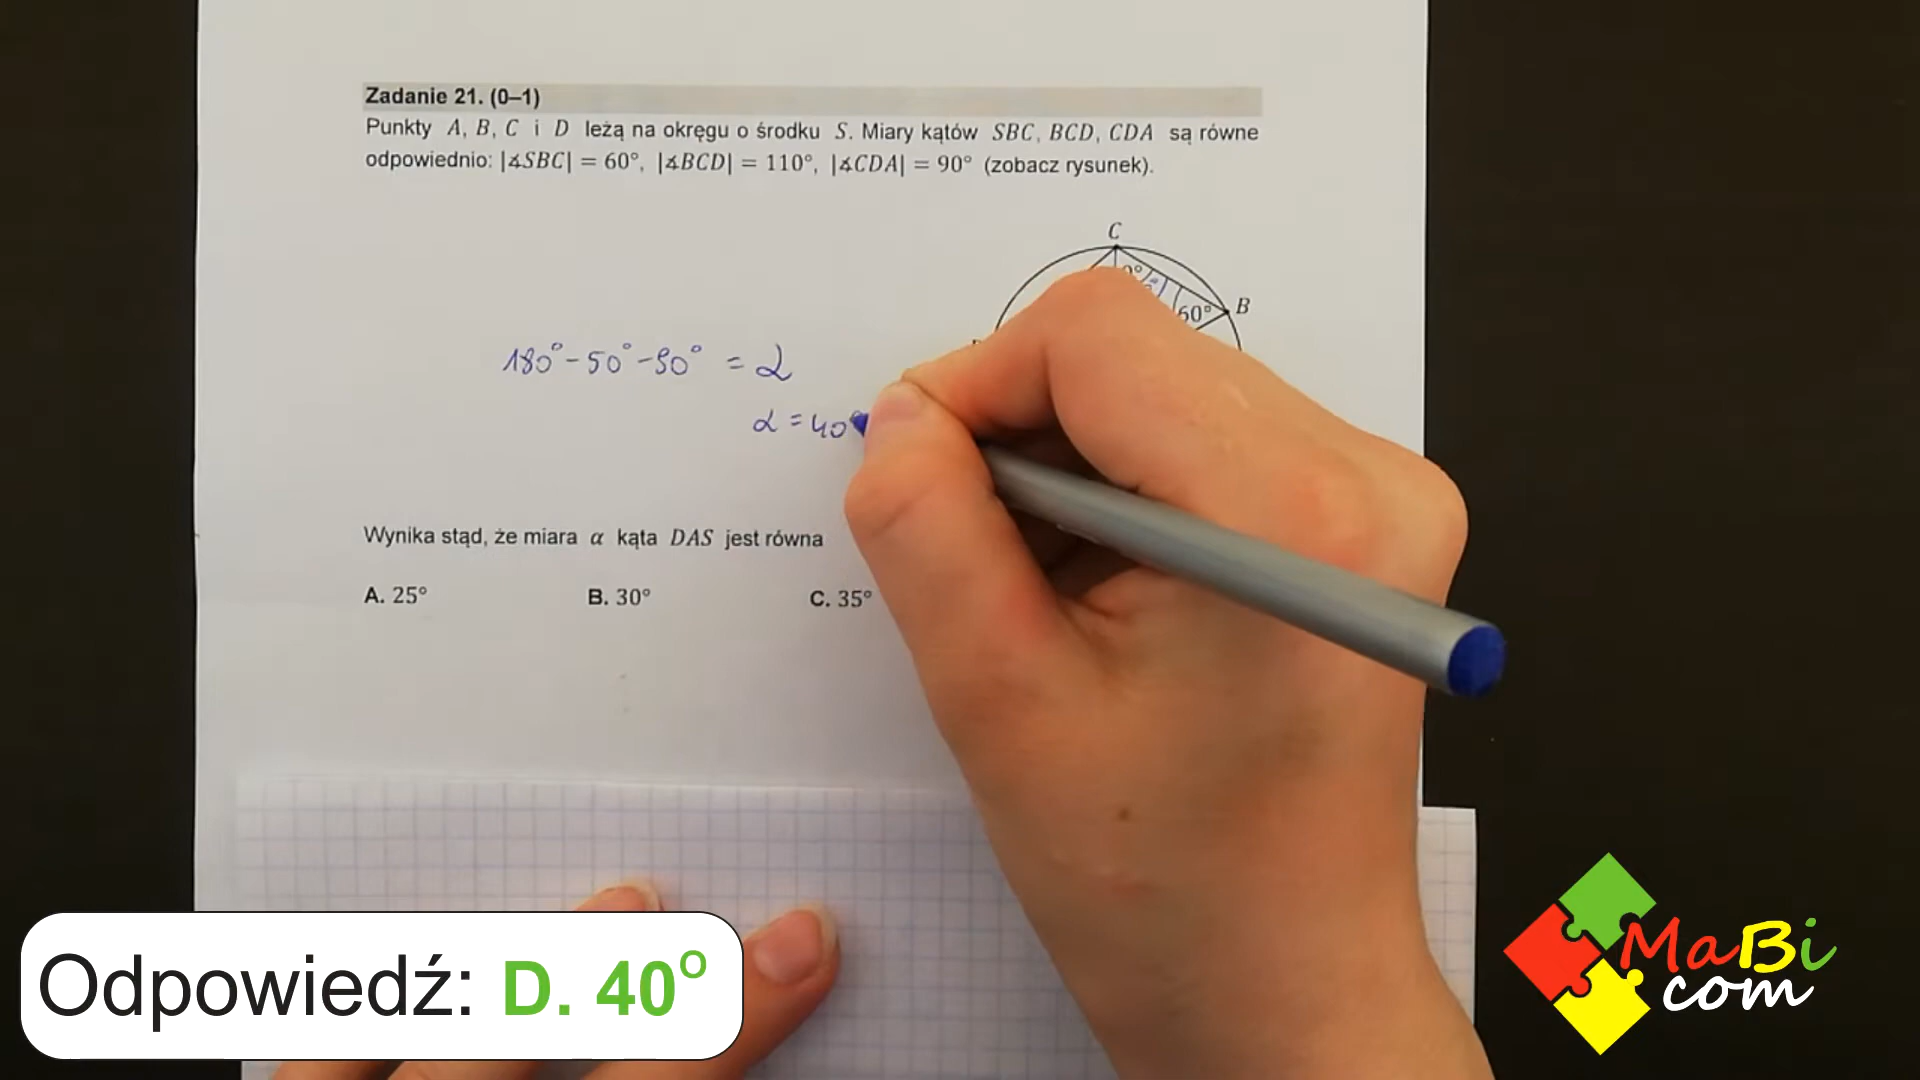 Zadanie 21. (0–1)
Punkty A, B, C i D leżą na okręgu o środku S. Miary kątów SBC, BCD, CDA są równe
odpowiednio: |∡SBC| = 60°, |∡BCD| = 110°, |∡CDA| = 90° (zobacz rysunek).
C
B
60°
180° - 50° - 90° = α
α = 40°
Wynika stąd, że miara α kąta DAS jest równa
A. 25° B. 30° C. 35°
Odpowiedź: D. 40°
MaBi
com